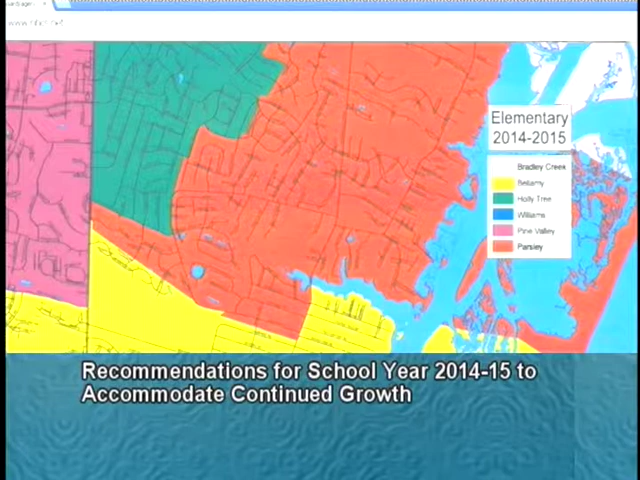 Elementary
2014-2015
Bradley Creek
Bellamy
Holly Tree
Williams
Pine Valley
Parsley
Recommendations for School Year 2014-15 to
Accommodate Continued Growth